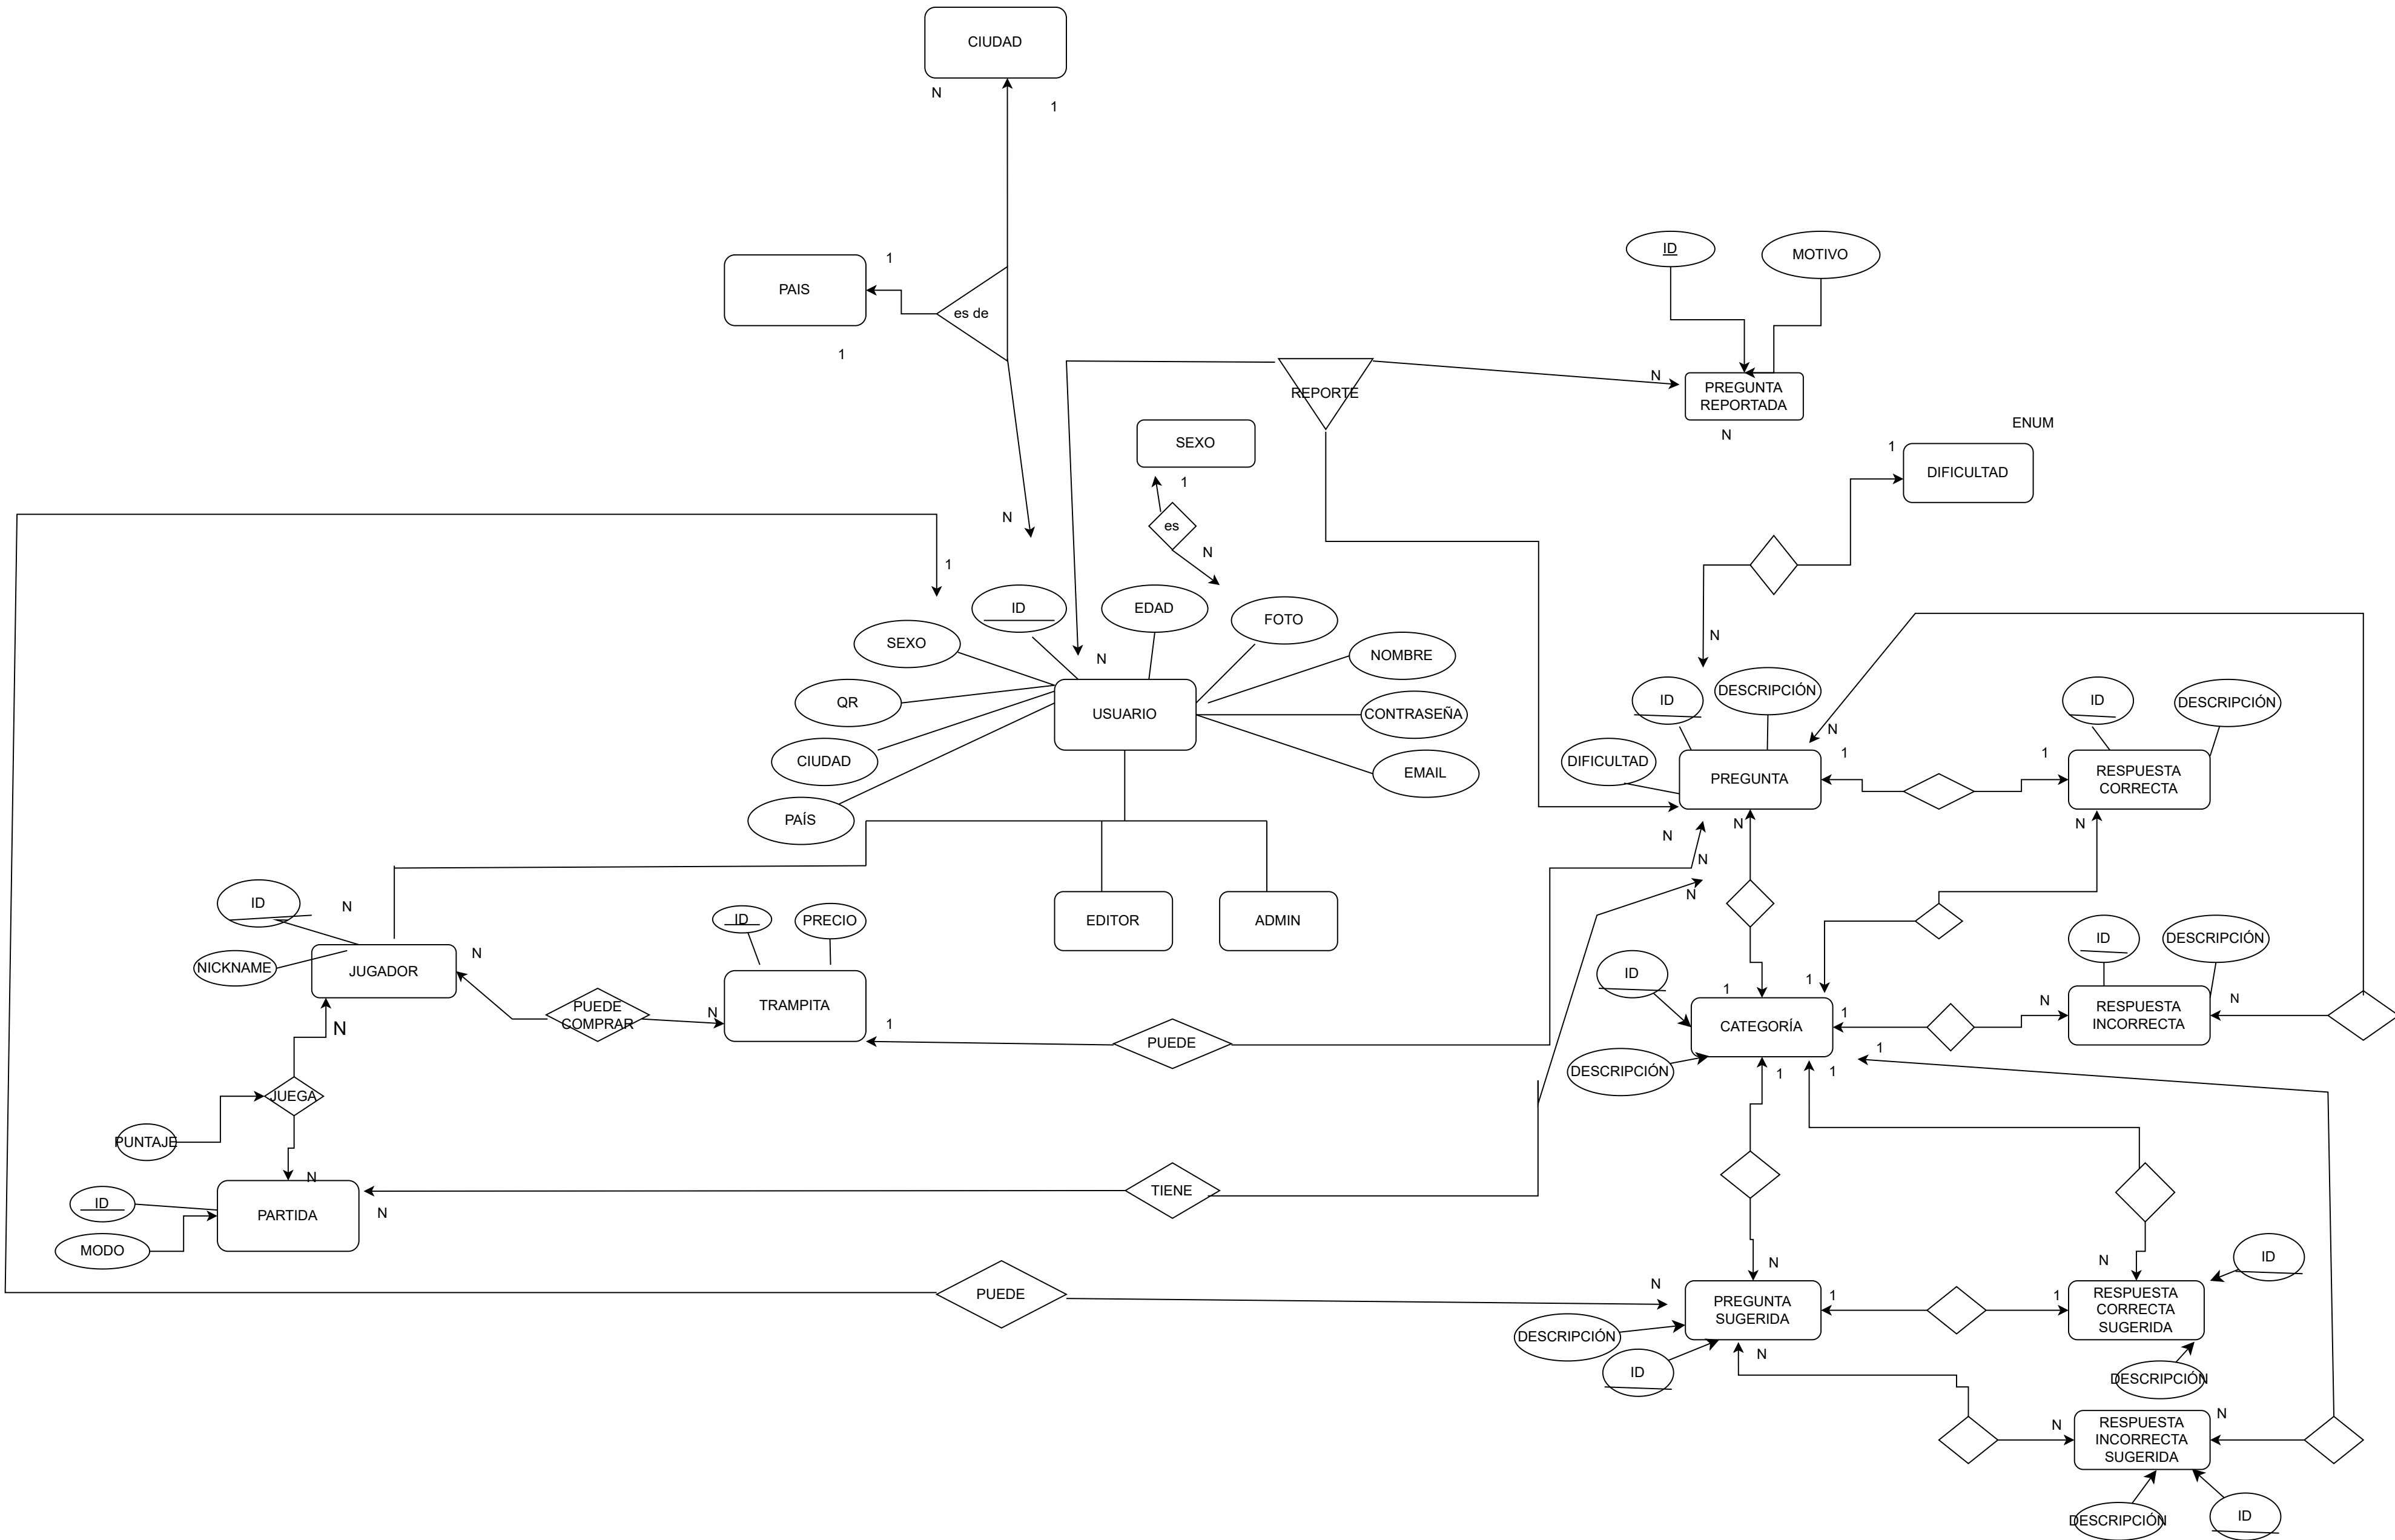 CIUDAD
N
1
ID
MOTIVO
1
PAIS
es de
1
N
PREGUNTA
REPORTADA
REPORTE
N
ENUM
SEXO
1
DIFICULTAD
1
N
es
N
1
ID
EDAD
FOTO
SEXO
N
NOMBRE
N
QR
USUARIO
CONTRASEÑA
ID
DESCRIPCIÓN
ID
DESCRIPCIÓN
N
CIUDAD
EMAIL
DIFICULTAD
PREGUNTA
1
1
RESPUESTA
CORRECTA
PAÍS
N
N
N
N
N
ID
N
ID
PRECIO
EDITOR
ADMIN
ID
DESCRIPCIÓN
NICKNAME
JUGADOR
N
ID
1
1
PUEDE
COMPRAR
N
TRAMPITA
1
PUEDE
CATEGORÍA
1
N
RESPUESTA
INCORRECTA
N
N
JUEGA
DESCRIPCIÓN
1
1
1
PUNTAJE
N
ID
PARTIDA
N
TIENE
MODO
PUEDE
N
N
N
ID
PREGUNTA
SUGERIDA
1
1
RESPUESTA
CORRECTA
SUGERIDA
DESCRIPCIÓN
ID
N
DESCRIPCIÓN
N
RESPUESTA
INCORRECTA
SUGERIDA
N
DESCRIPCIÓN
ID